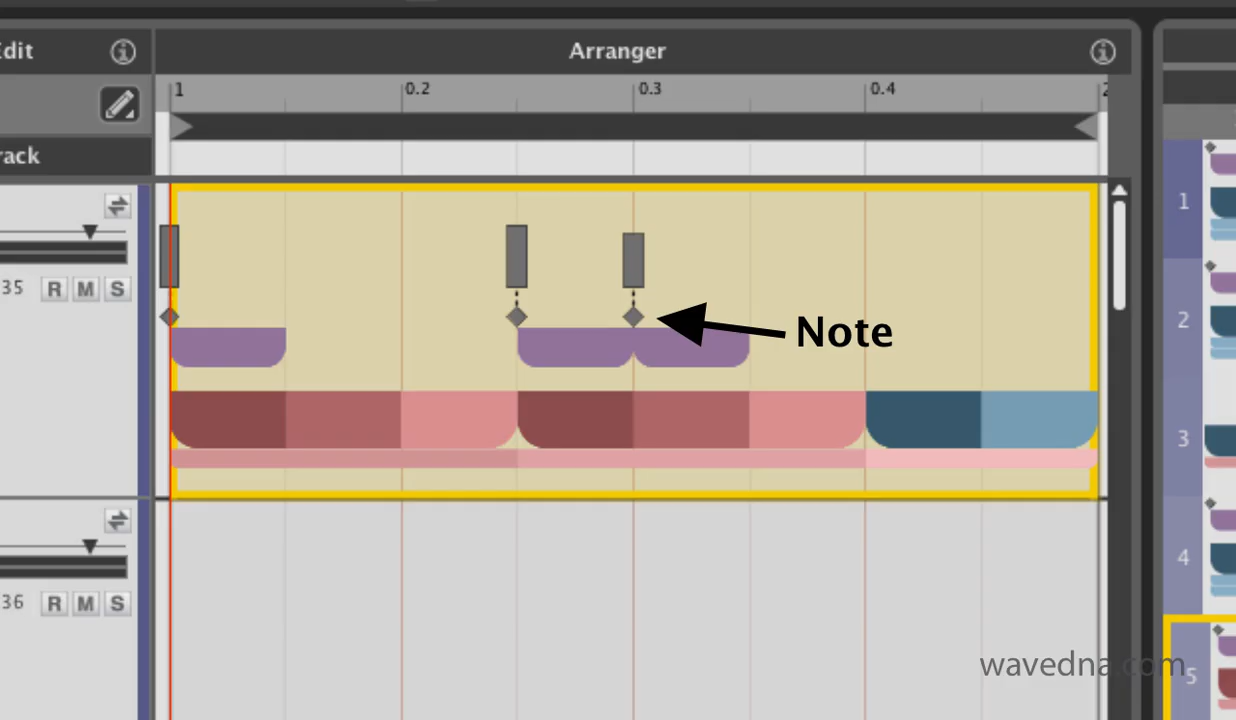 Edit
Arranger
1 0.2 0.3 0.4 2
rack
35 R M S
Note
36 R M S
1
2
3
4
5
wavedna.com